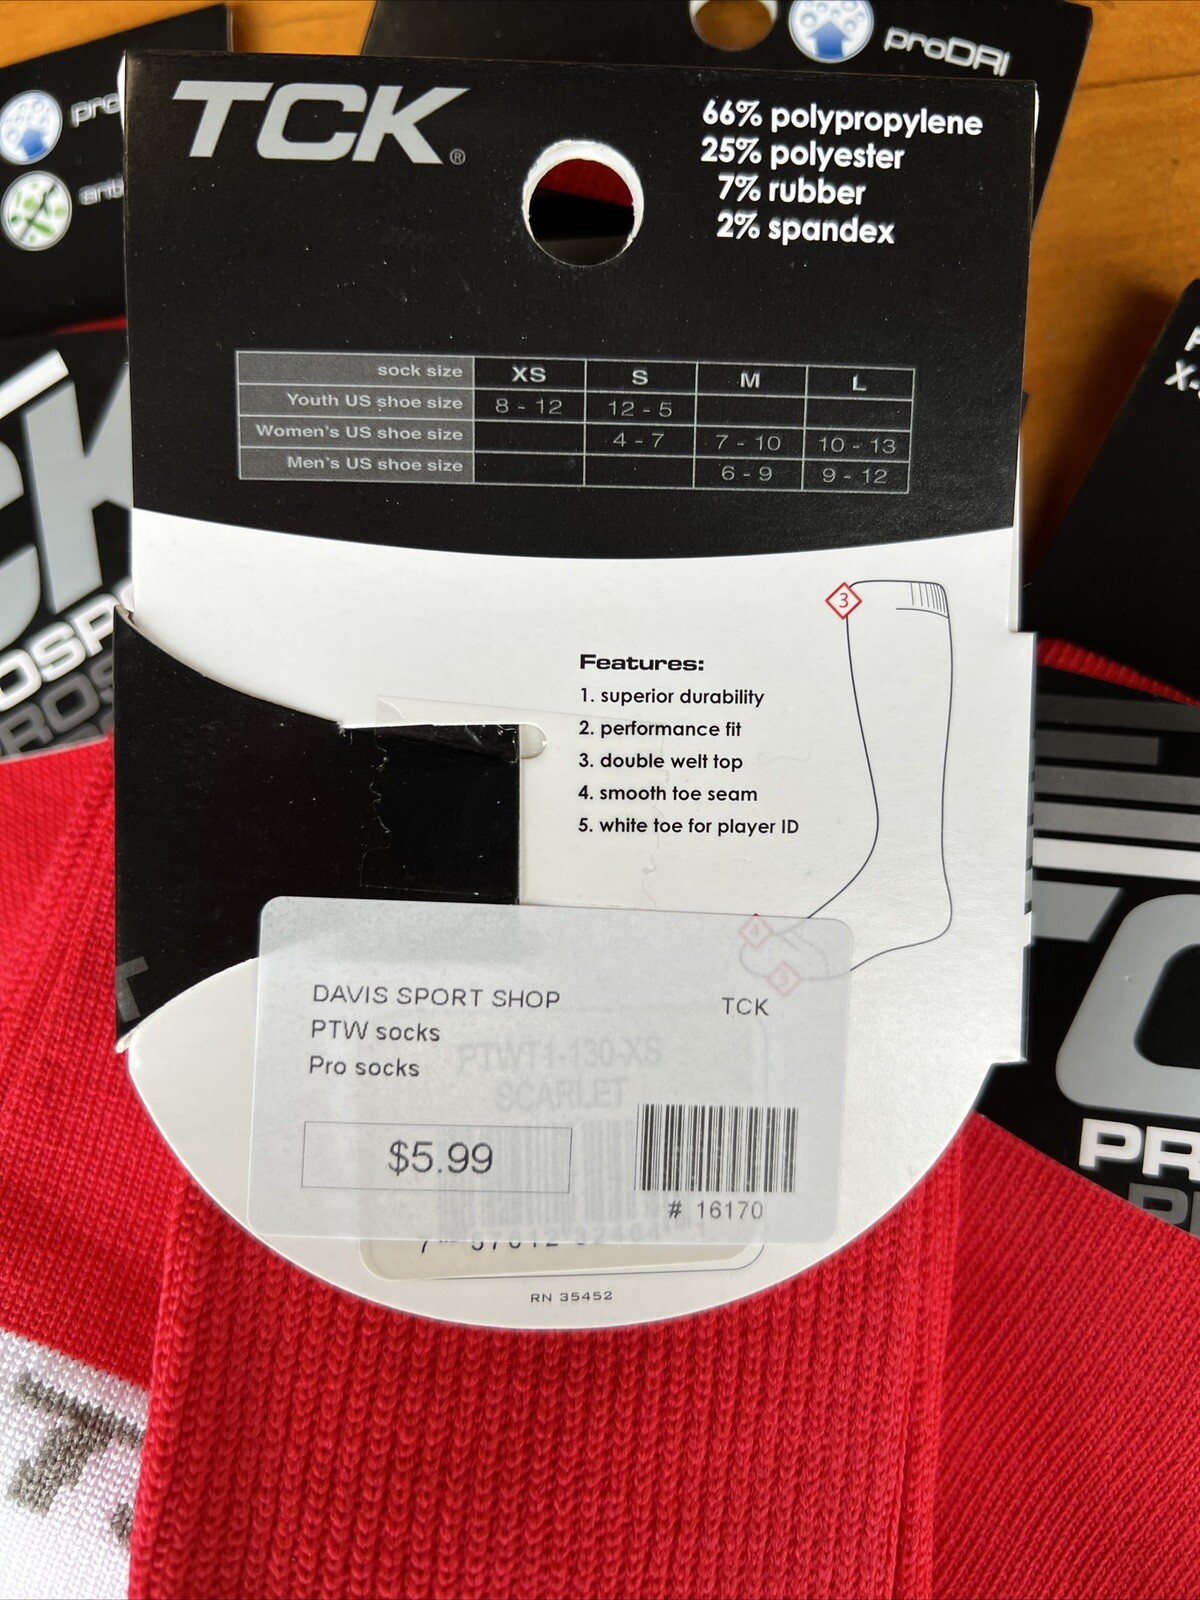 proDRI
TCK®
66% polypropylene
25% polyester
7% rubber
2% spandex
sock size XS S M L
Youth US shoe size 8 - 12 12 - 5
Women's US shoe size 4 - 7 7 - 10 10 - 13
Men's US shoe size 6 - 9 9 - 12
3
Features:
1. superior durability
2. performance fit
3. double welt top
4. smooth toe seam
5. white toe for player ID
4
5
DAVIS SPORT SHOP TCK
PTW socks
Pro socks
PTWT1-130-XS
SCARLET
$5.99
# 16170
RN 35452